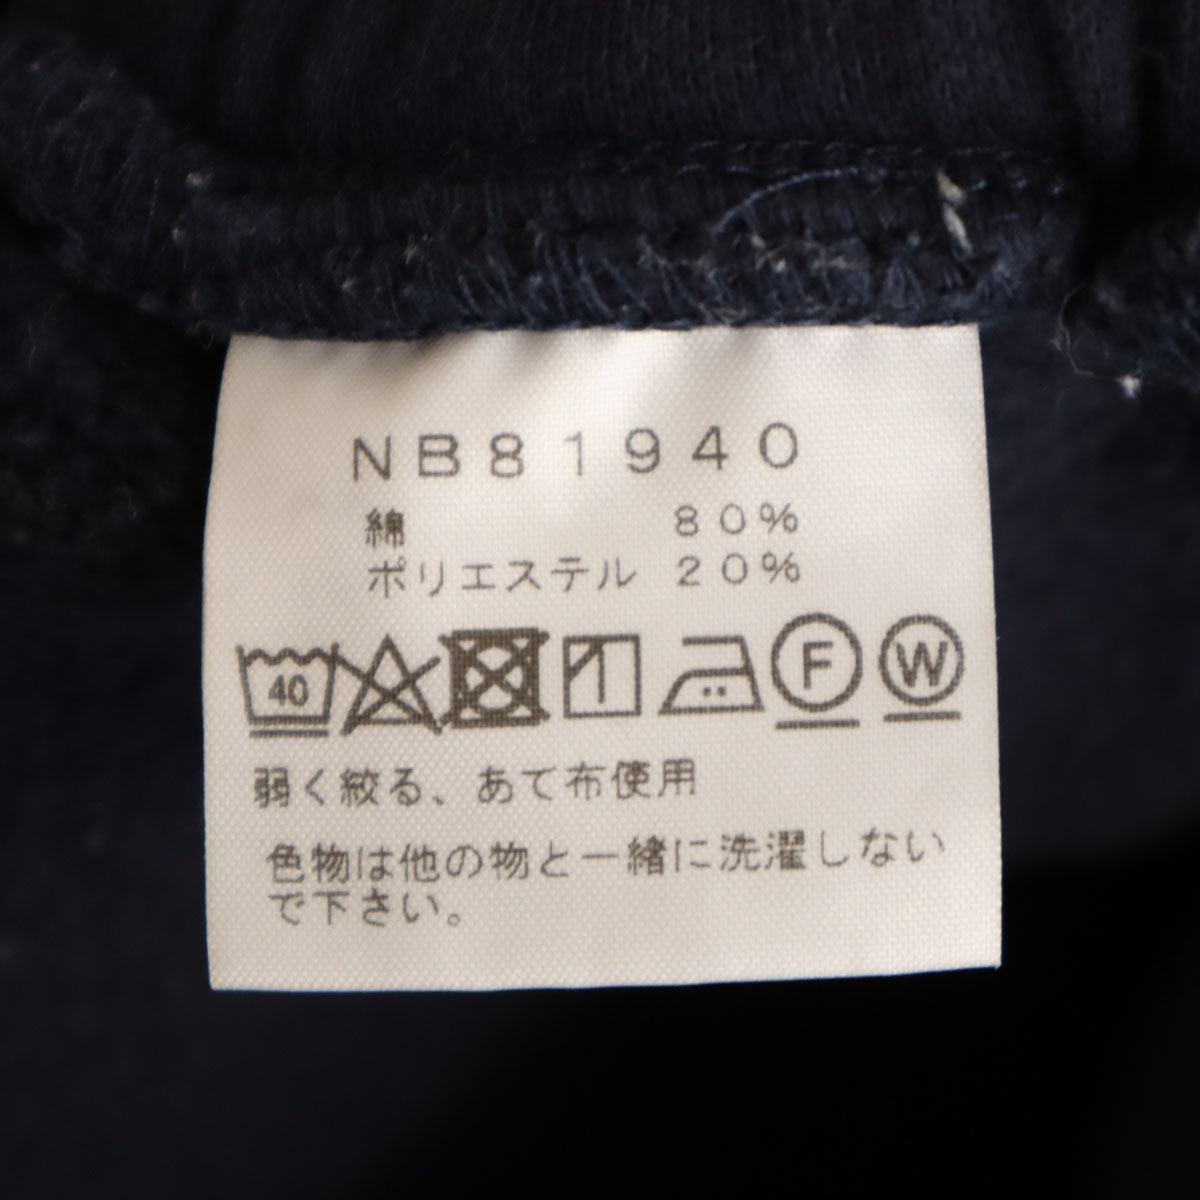 NB81940
綿 80%
ポリエステル 20%
40 F W
弱く絞る、あて布使用
色物は他の物と一緒に洗濯しない
で下さい。